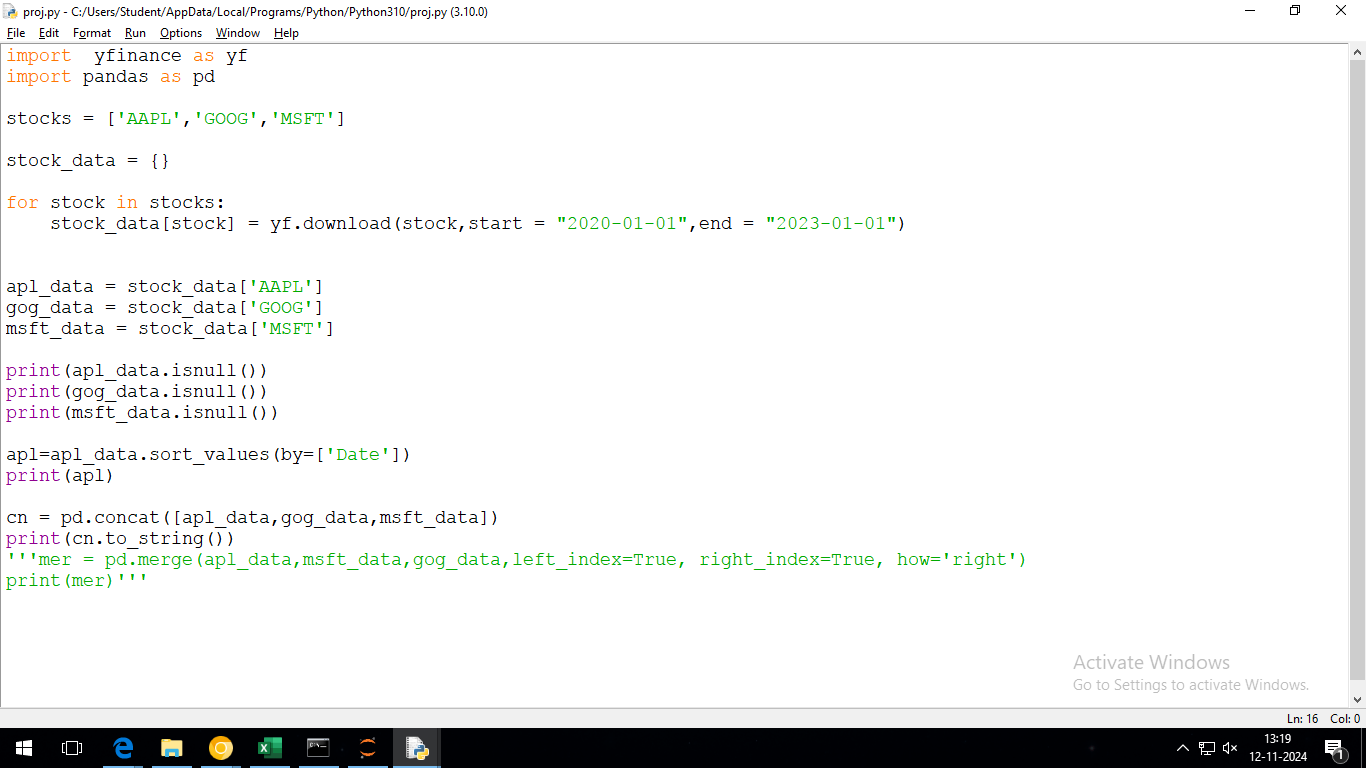 proj.py - C:/Users/Student/AppData/Local/Programs/Python/Python310/proj.py (3.10.0)
File Edit Format Run Options Window Help
import  yfinance as yf
import pandas as pd
stocks = ['AAPL','GOOG','MSFT']
stock_data = {}
for stock in stocks:
    stock_data[stock] = yf.download(stock,start = "2020-01-01",end = "2023-01-01")
apl_data = stock_data['AAPL']
gog_data = stock_data['GOOG']
msft_data = stock_data['MSFT']
print(apl_data.isnull())
print(gog_data.isnull())
print(msft_data.isnull())
apl=apl_data.sort_values(by=['Date'])
print(apl)
cn = pd.concat([apl_data,gog_data,msft_data])
print(cn.to_string())
'''mer = pd.merge(apl_data,msft_data,gog_data,left_index=True, right_index=True, how='right')
print(mer)'''
Activate Windows
Go to Settings to activate Windows.
Ln: 16 Col: 0
13:19
12-11-2024
1